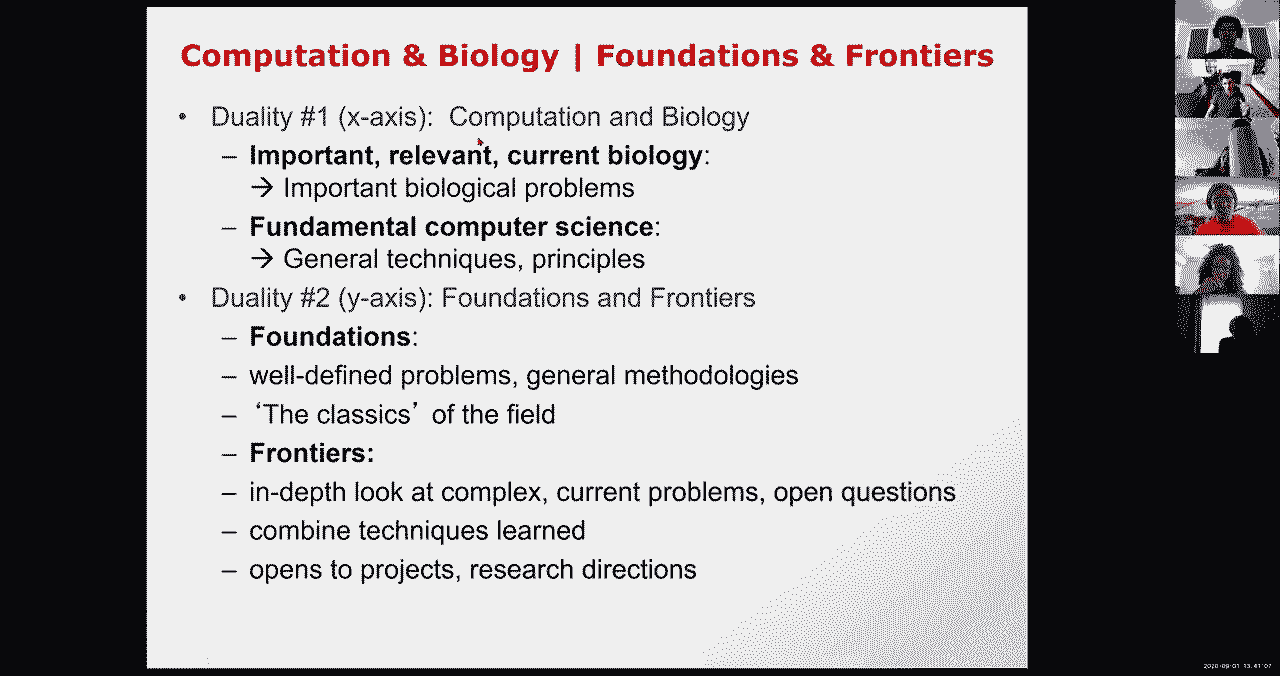 Computation & Biology | Foundations & Frontiers
• Duality #1 (x-axis): Computation and Biology
– Important, relevant, current biology:
→ Important biological problems
– Fundamental computer science:
→ General techniques, principles
• Duality #2 (y-axis): Foundations and Frontiers
– Foundations:
– well-defined problems, general methodologies
– ‘The classics’ of the field
– Frontiers:
– in-depth look at complex, current problems, open questions
– combine techniques learned
– opens to projects, research directions
2020-09-01 13:41:07